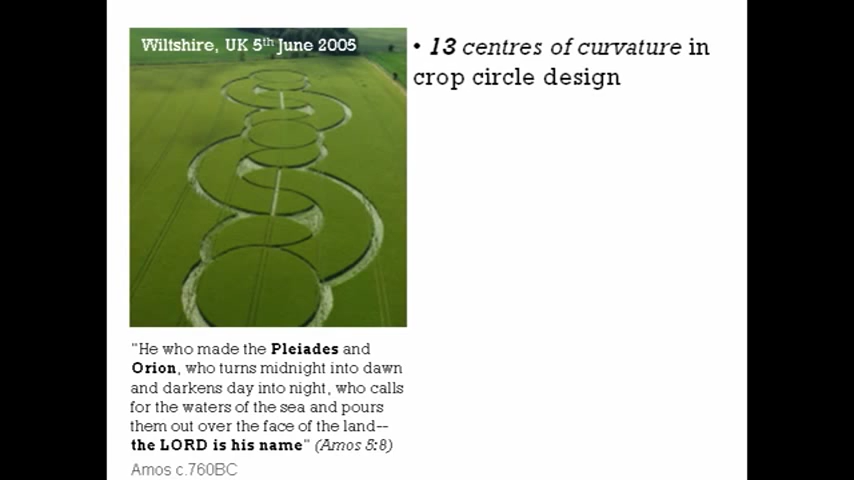 Wiltshire, UK 5th June 2005
• 13 centres of curvature in
crop circle design
"He who made the Pleiades and
Orion, who turns midnight into dawn
and darkens day into night, who calls
for the waters of the sea and pours
them out over the face of the land--
the LORD is his name" (Amos 5:8)
Amos c.760BC